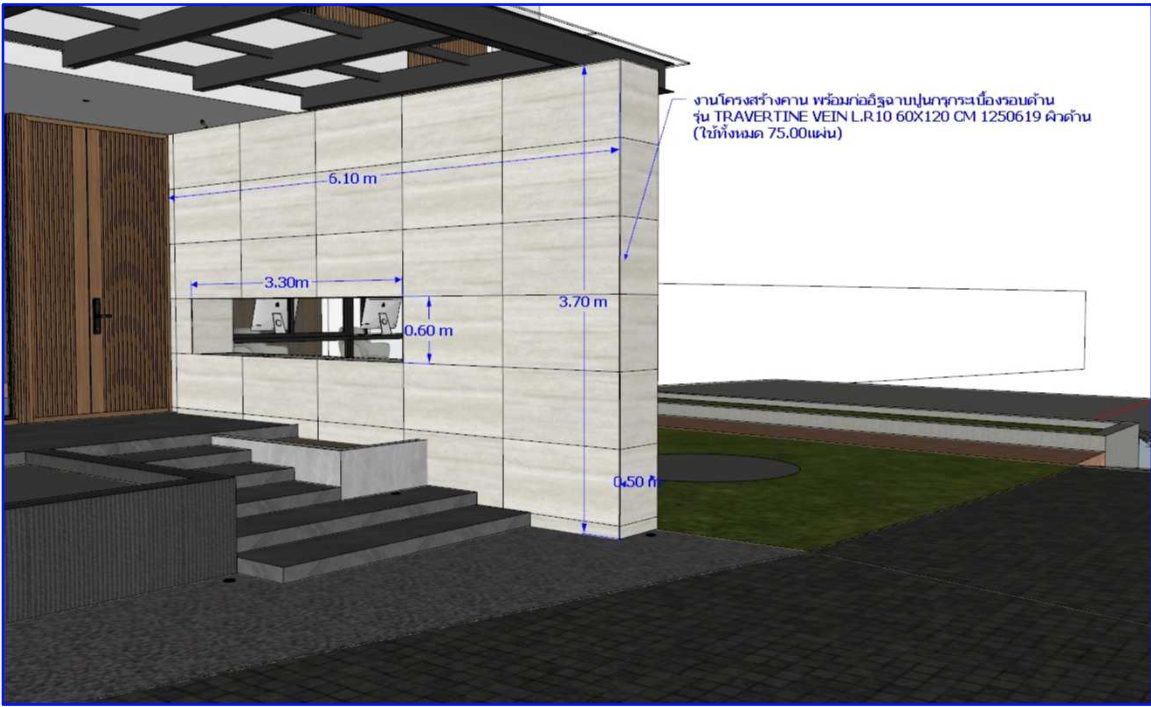 งานโครงสร้างคาน พร้อมก่ออิฐฉาบปูนกรุกระเบื้องรอบด้าน
รุ่น TRAVERTINE VEIN L.R10 60X120 CM 1250619 ผิวด้าน
(ใช้ทั้งหมด 75.00แผ่น)
6.10 m
3.30m
3.70 m
0.60 m
0.50 m